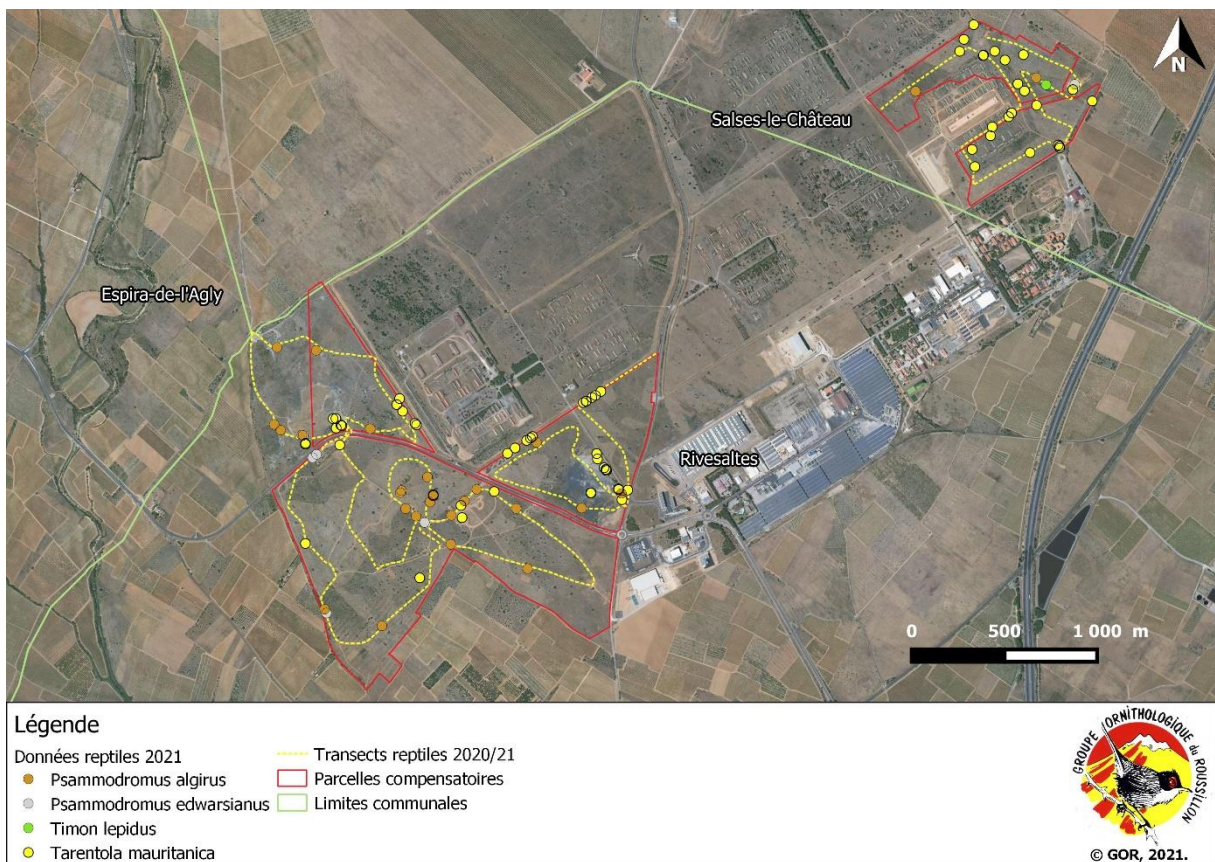 N
Salses-le-Château
Espira-de-l'Agly
Rivesaltes
0 500 1 000 m
Légende
Données reptiles 2021
Psammodromus algirus
Psammodromus edwarsianus
Timon lepidus
Tarentola mauritanica
Transects reptiles 2020/21
Parcelles compensatoires
Limites communales
GROUPE ORNITHOLOGIQUE du ROUSSILLON
© GOR, 2021.